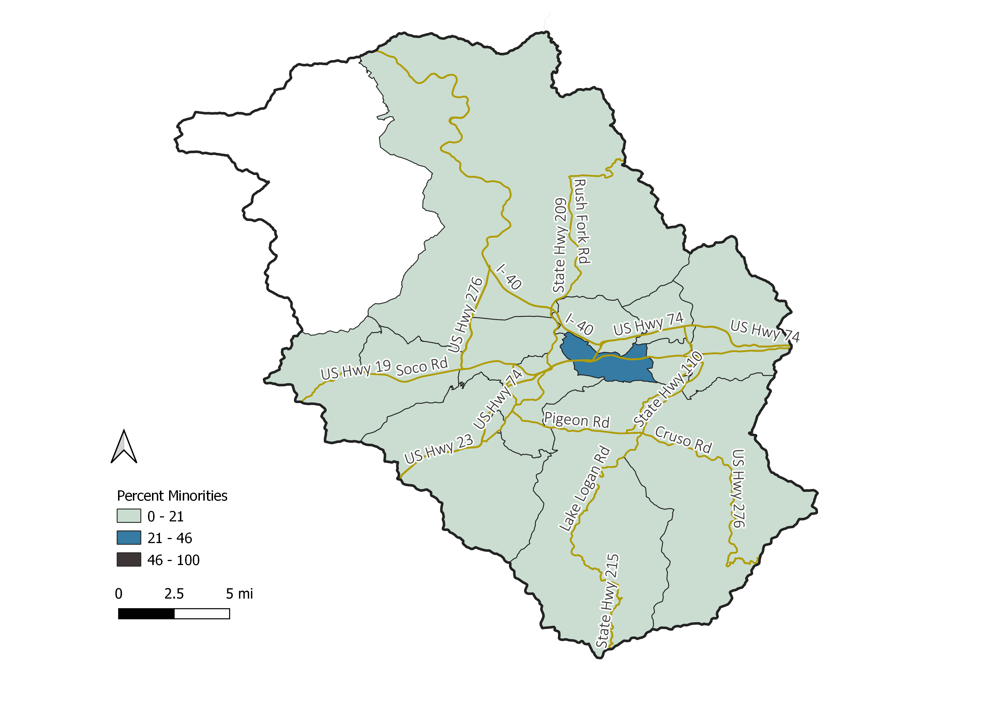 Rush Fork Rd
State Hwy 209
I- 40
US Hwy 276
I- 40
US Hwy 74
US Hwy 74
US Hwy 19
Soco Rd
State Hwy 110
US Hwy 74
Pigeon Rd
Cruso Rd
US Hwy 23
Lake Logan Rd
US Hwy 276
State Hwy 215
Percent Minorities
0 - 21
21 - 46
46 - 100
0 2.5 5 mi